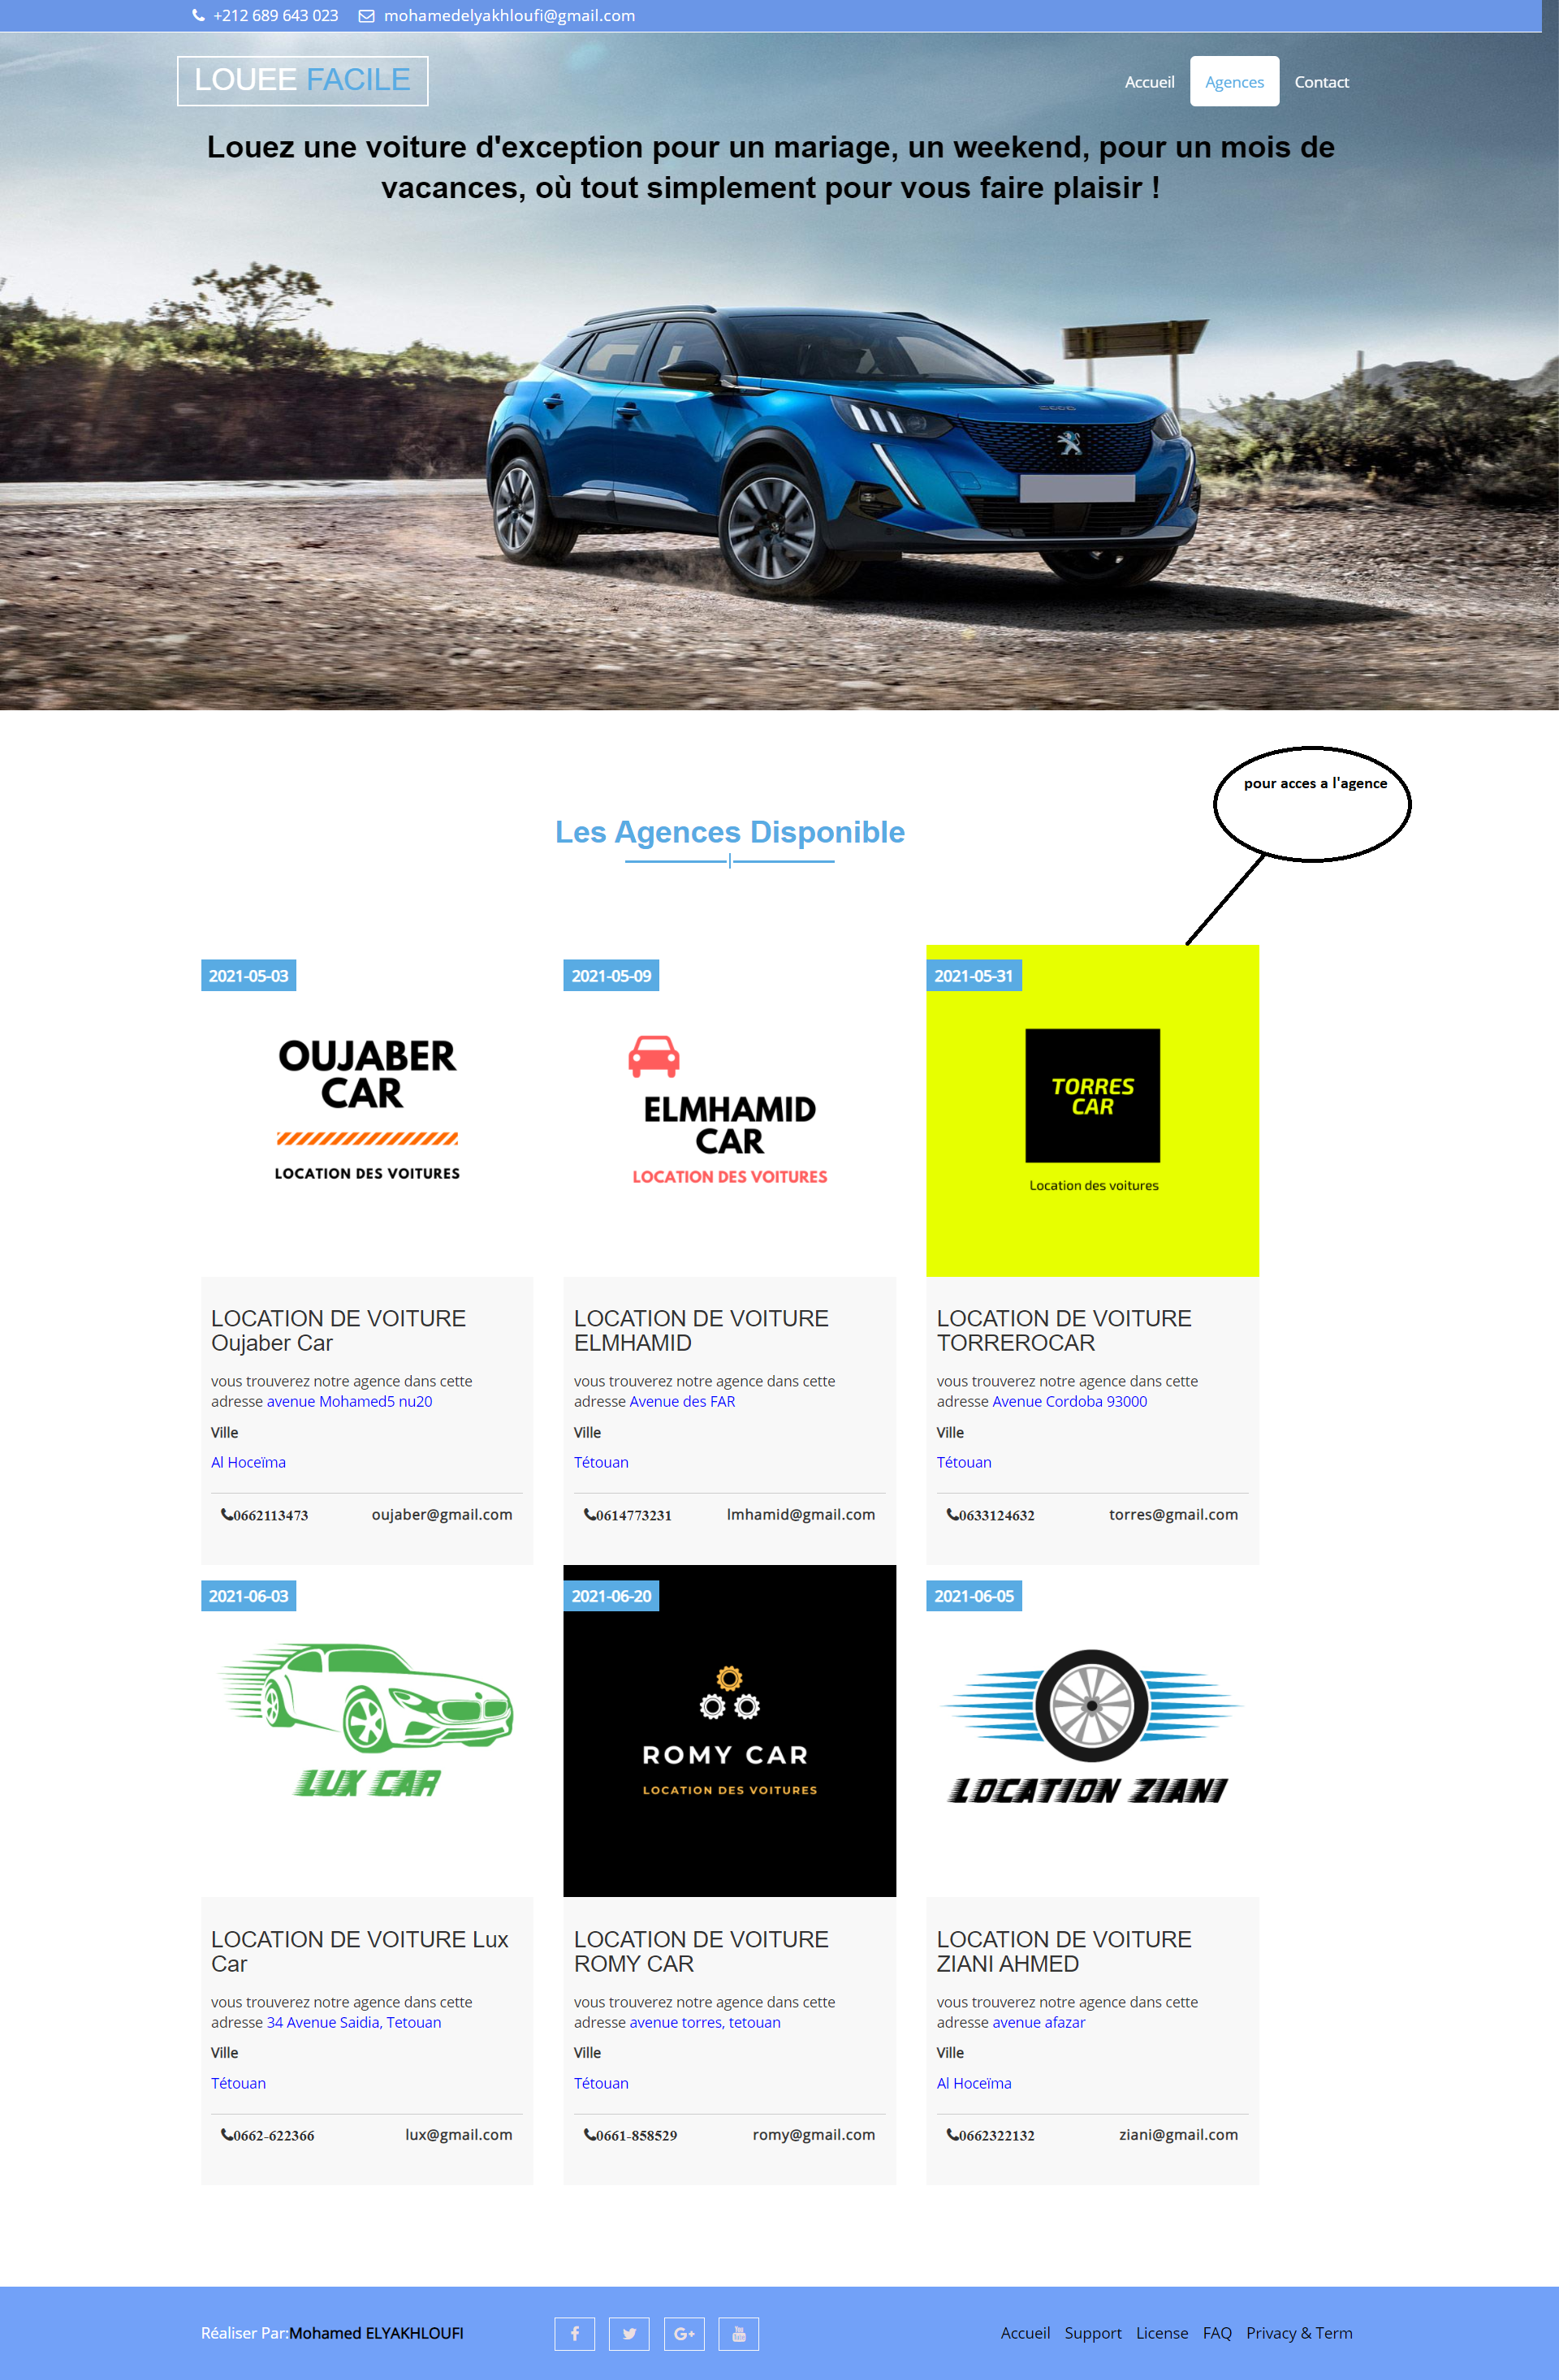 +212 689 643 023 mohamedelyakhloufi@gmail.com
LOUEE FACILE
Accueil Agences Contact
Louez une voiture d'exception pour un mariage, un weekend, pour un mois de
vacances, où tout simplement pour vous faire plaisir !
pour acces a l'agence
Les Agences Disponible
2021-05-03
OUJABER
CAR
LOCATION DES VOITURES
LOCATION DE VOITURE
Oujaber Car
vous trouverez notre agence dans cette
adresse avenue Mohamed5 nu20
Ville
Al Hoceïma
0662113473 oujaber@gmail.com
2021-05-09
ELMHAMID
CAR
LOCATION DES VOITURES
LOCATION DE VOITURE
ELMHAMID
vous trouverez notre agence dans cette
adresse Avenue des FAR
Ville
Tétouan
0614773231 lmhamid@gmail.com
2021-05-31
TORRES
CAR
Location des voitures
LOCATION DE VOITURE
TORREROCAR
vous trouverez notre agence dans cette
adresse Avenue Cordoba 93000
Ville
Tétouan
0633124632 torres@gmail.com
2021-06-03
LUX CAR
LOCATION DE VOITURE Lux
Car
vous trouverez notre agence dans cette
adresse 34 Avenue Saidia, Tetouan
Ville
Tétouan
0662-622366 lux@gmail.com
2021-06-20
ROMY CAR
LOCATION DES VOITURES
LOCATION DE VOITURE
ROMY CAR
vous trouverez notre agence dans cette
adresse avenue torres, tetouan
Ville
Tétouan
0661-858529 romy@gmail.com
2021-06-05
LOCATION ZIANI
LOCATION DE VOITURE
ZIANI AHMED
vous trouverez notre agence dans cette
adresse avenue afazar
Ville
Al Hoceïma
0662322132 ziani@gmail.com
Réaliser Par:Mohamed ELYAKHLOUFI
Accueil Support License FAQ Privacy & Term